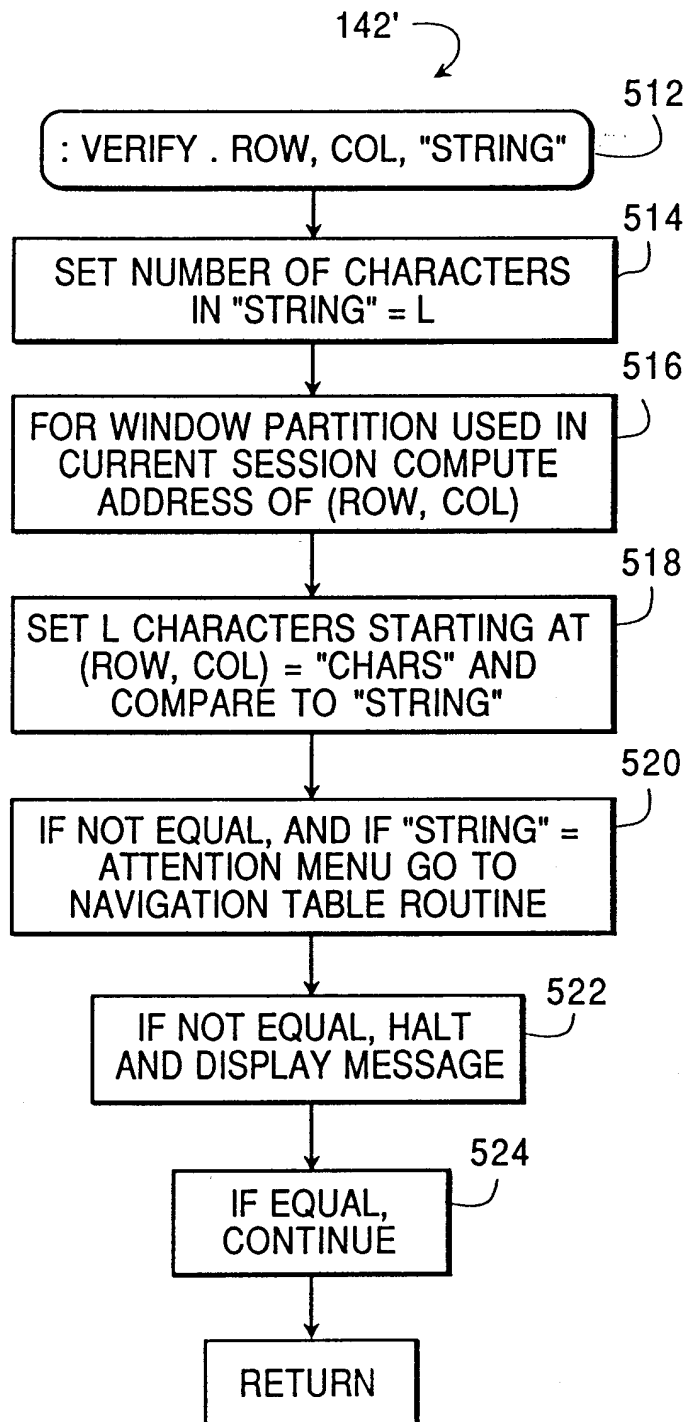 142'
512
: VERIFY . ROW, COL, "STRING"
514
SET NUMBER OF CHARACTERS
IN "STRING" = L
516
FOR WINDOW PARTITION USED IN
CURRENT SESSION COMPUTE
ADDRESS OF (ROW, COL)
518
SET L CHARACTERS STARTING AT
(ROW, COL) = "CHARS" AND
COMPARE TO "STRING"
520
IF NOT EQUAL, AND IF "STRING" =
ATTENTION MENU GO TO
NAVIGATION TABLE ROUTINE
522
IF NOT EQUAL, HALT
AND DISPLAY MESSAGE
524
IF EQUAL,
CONTINUE
RETURN